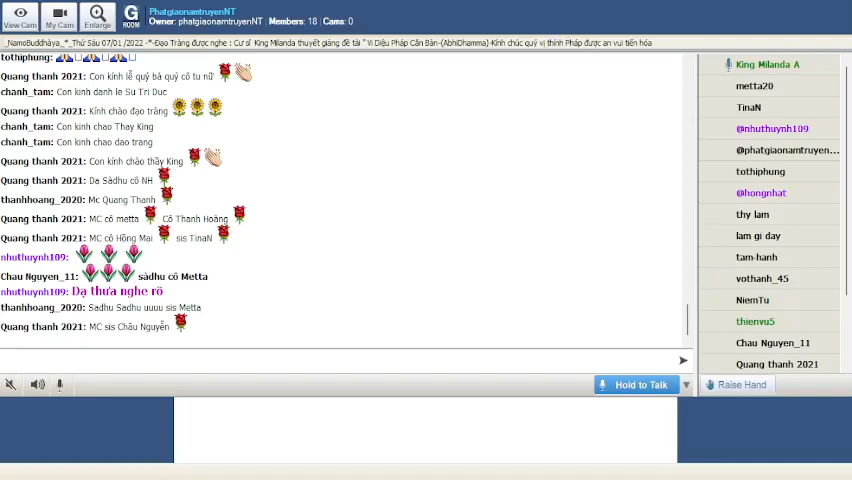 View Cam
My Cam
Enlarge
G
ROOM
PhatgiaonamtruyenNT
Owner: phatgiaonamtruyenNT | Members: 18 | Cams: 0
_NamoBuddhàya_*_Thứ Sáu 07/01 /2022 -*-Đạo Tràng được nghe : Cư sĩ King Milanda thuyết giảng đề tài " Vi Diệu Pháp Căn Bản-(AbhiDhamma)-Kính chúc quý vị thính Pháp được an vui tiến hóa
tothiphung:
Quang thanh 2021: Con kính lễ quý bà quý cô tu nữ
chanh_tam: Con kinh danh le Su Tri Duc
Quang thanh 2021: Kính chào đạo tràng
chanh_tam: Con kinh chao Thay King
chanh_tam: Con kinh chao dao trang
Quang thanh 2021: Con kính chào thầy King
Quang thanh 2021: Dạ Sàdhu cô NH
thanhhoang_2020: Mc Quang Thanh
Quang thanh 2021: MC cô metta Cô Thanh Hoàng
Quang thanh 2021: MC cô Hồng Mai sis TinaN
nhuthuynh109:
Chau Nguyen_11: sàdhu cô Metta
nhuthuynh109: Dạ thưa nghe rõ
thanhhoang_2020: Sadhu Sadhu uuuu sis Metta
Quang thanh 2021: MC sis Châu Nguyễn
Hold to Talk
King Milanda A
metta20
TinaN
@nhuthuynh109
@phatgiaonamtruyen...
tothiphung
@hongnhat
thy lam
lam gi day
tam-hanh
vothanh_45
NiemTu
thienvu5
Chau Nguyen_11
Quang thanh 2021
Raise Hand